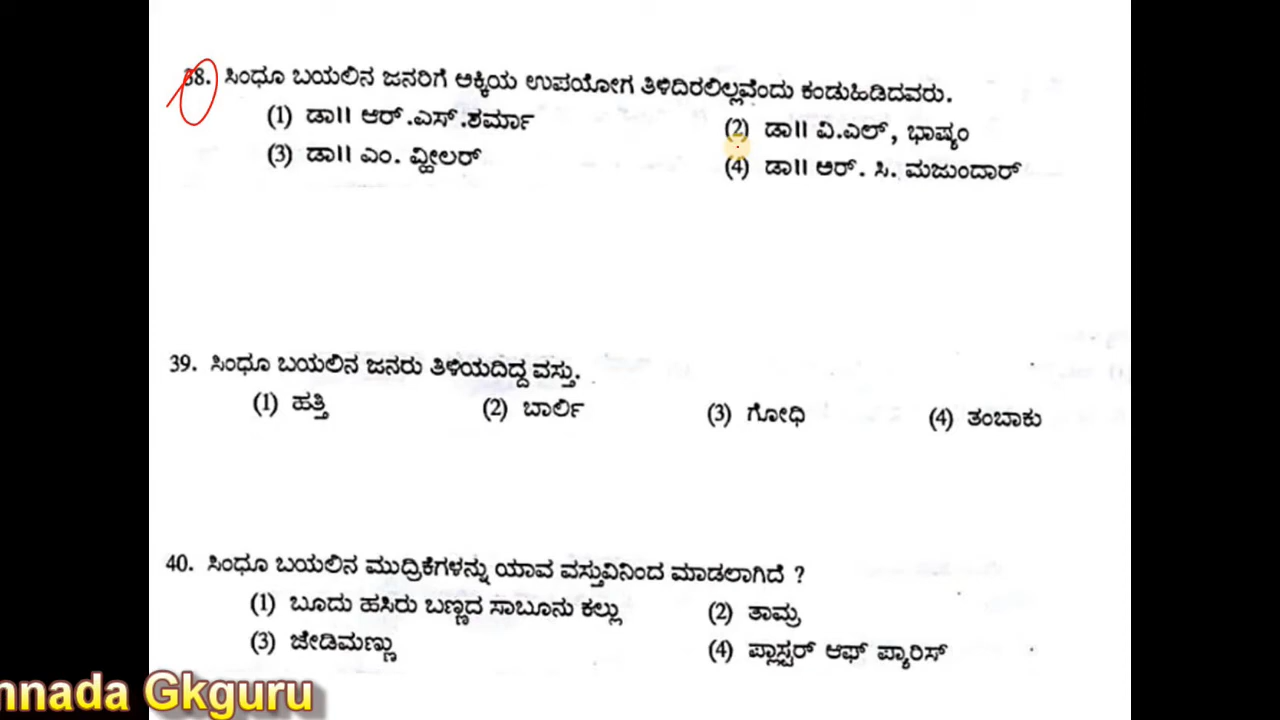 38. ಸಿಂಧೂ ಬಯಲಿನ ಜನರಿಗೆ ಆಕ್ಕಿಯ ಉಪಯೋಗ ತಿಳಿದಿರಲಿಲ್ಲವೆಂದು ಕಂಡುಹಿಡಿದವರು.
(1) ಡಾ।। ಆರ್.ಎಸ್.ಶರ್ಮಾ (2) ಡಾ।। ವಿ.ಎಲ್, ಭಾಷ್ಯಂ
(3) ಡಾ।। ಎಂ. ವ್ಹೀಲರ್ (4) ಡಾ।। ಆರ್. ಸಿ. ಮಜುಂದಾರ್
39. ಸಿಂಧೂ ಬಯಲಿನ ಜನರು ತಿಳಿಯದಿದ್ದ ವಸ್ತು.
(1) ಹತ್ತಿ (2) ಬಾರ್ಲಿ (3) ಗೋಧಿ (4) ತಂಬಾಕು
40. ಸಿಂಧೂ ಬಯಲಿನ ಮುದ್ರಿಕೆಗಳನ್ನು ಯಾವ ವಸ್ತುವಿನಿಂದ ಮಾಡಲಾಗಿದೆ ?
(1) ಬೂದು ಹಸಿರು ಬಣ್ಣದ ಸಾಬೂನು ಕಲ್ಲು (2) ತಾಮ್ರ
(3) ಜೇಡಿಮಣ್ಣು (4) ಪ್ಲಾಸ್ಟರ್ ಆಫ್ ಪ್ಯಾರಿಸ್
nnada Gkguru